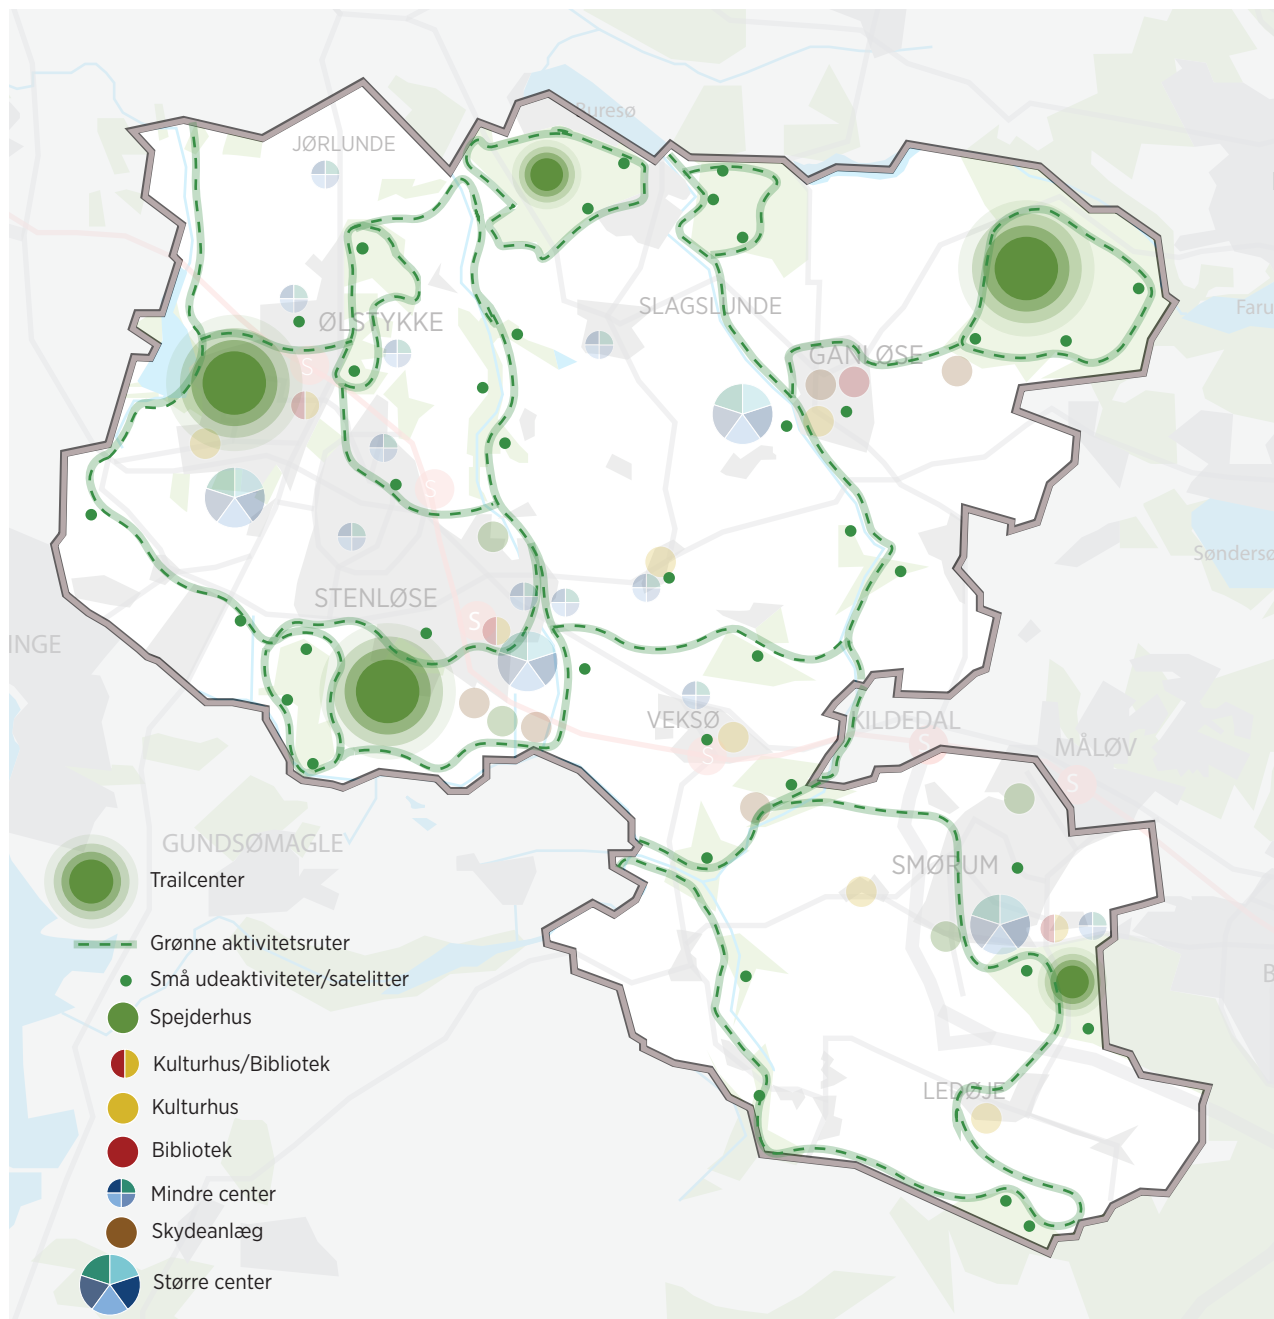 Buresø
JØRLUNDE
SLAGSLUNDE
Faru
ØLSTYKKE
GANLØSE
S
S
Søndersø
STENLØSE
S
INGE
VEKSØ
KILDEDAL
S
MÅLØV
S
S
GUNDSØMAGLE
SMØRUM
Trailcenter
Grønne aktivitetsruter
B
Små udeaktiviteter/satelitter
Spejderhus
Kulturhus/Bibliotek
LEDØJE
Kulturhus
Bibliotek
Mindre center
Skydeanlæg
Større center